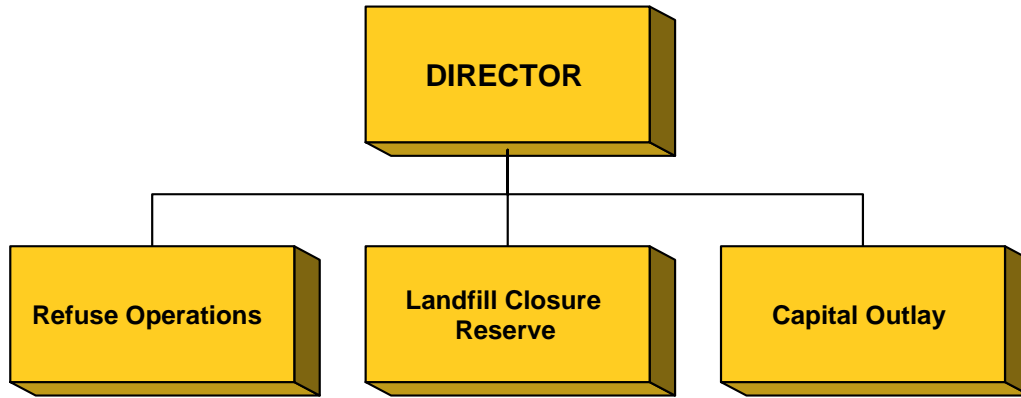 DIRECTOR
Refuse Operations
Landfill Closure
Reserve
Capital Outlay